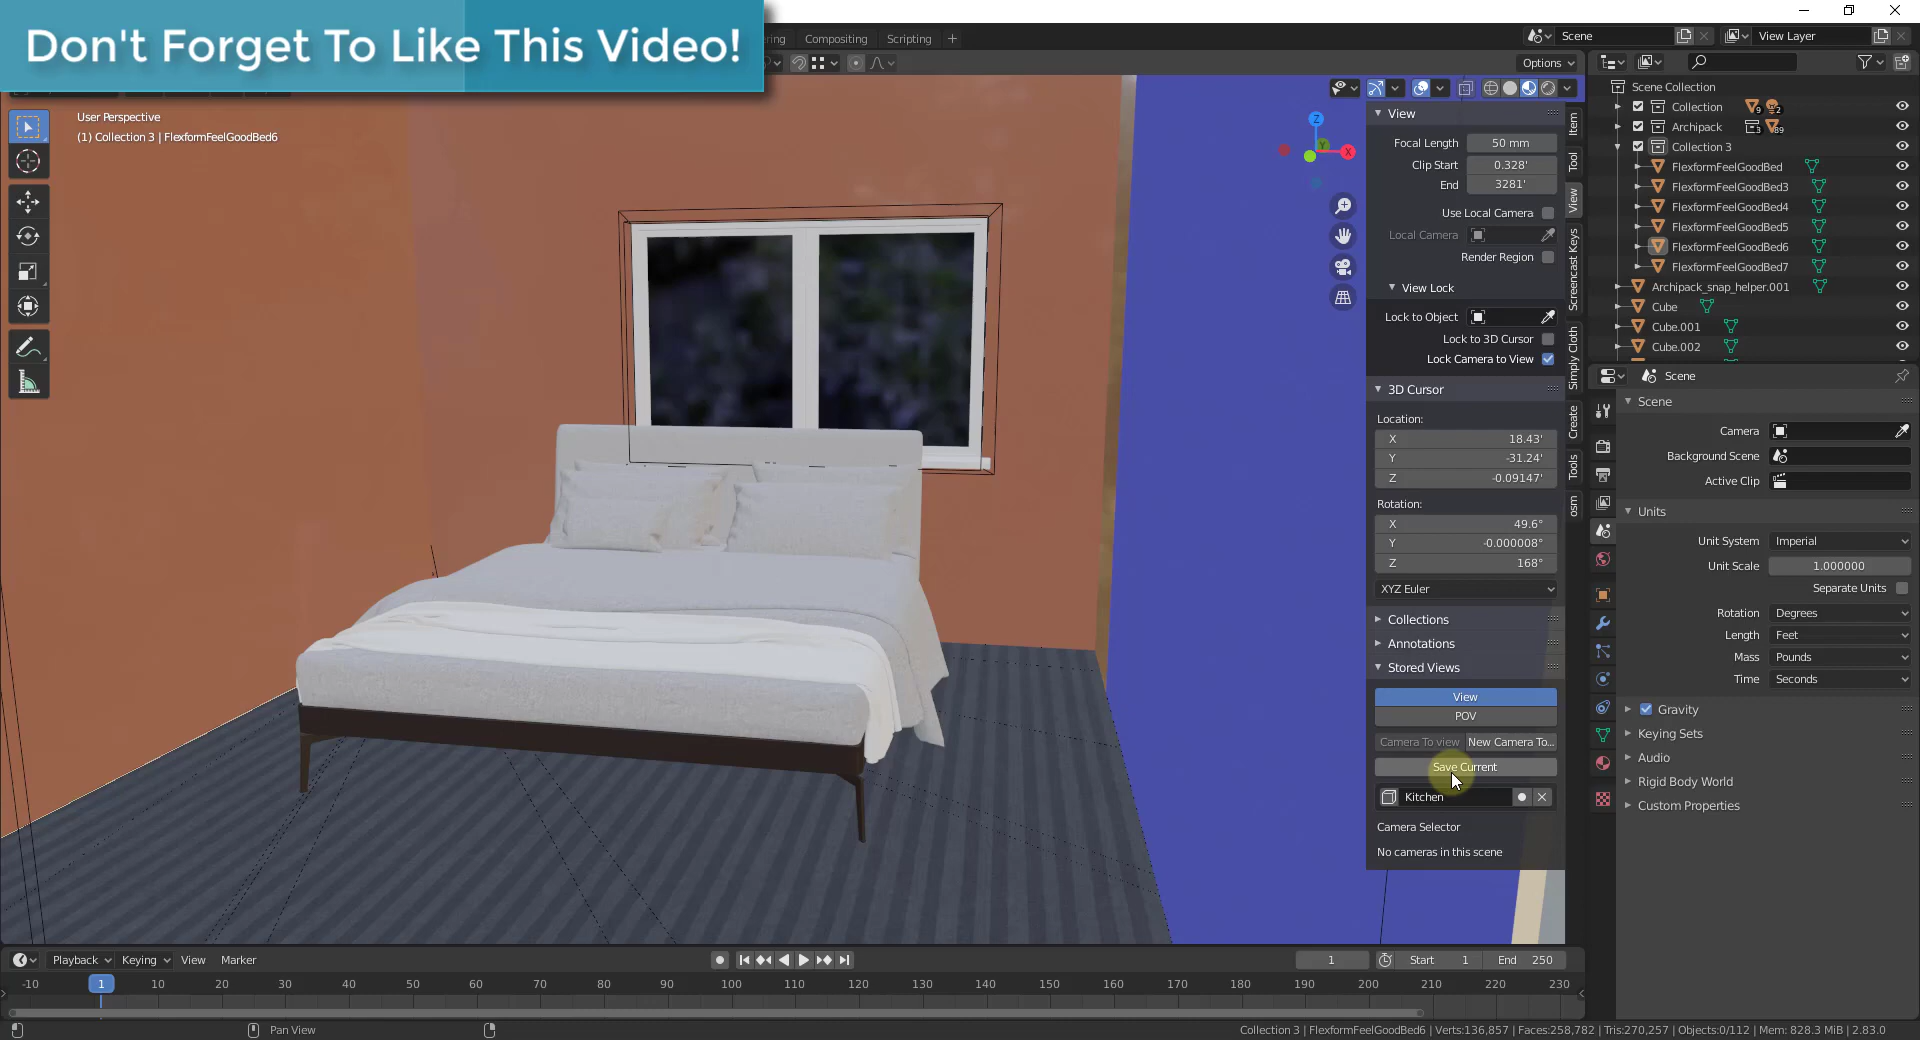 Don't Forget To Like This Video!
ering
Compositing
Scripting
+
Scene
View Layer
Options
User Perspective
(1) Collection 3 | FlexformFeelGoodBed6
Z
Y
X
View
Focal Length 50 mm
Clip Start 0.328'
End 3281'
Use Local Camera
Local Camera
Render Region
View Lock
Lock to Object
Lock to 3D Cursor
Lock Camera to View
3D Cursor
Location:
X 18.43'
Y -31.24'
Z -0.09147'
Rotation:
X 49.6°
Y -0.000008°
Z 168°
XYZ Euler
Collections
Annotations
Stored Views
View
POV
Camera To view New Camera To...
Save Current
Kitchen
Camera Selector
No cameras in this scene
Item
Tool
View
Screencast Keys
Simply Cloth
Create
Tools
osm
Scene Collection
Collection 9 2
Archipack 3 89
Collection 3
FlexformFeelGoodBed
FlexformFeelGoodBed3
FlexformFeelGoodBed4
FlexformFeelGoodBed5
FlexformFeelGoodBed6
FlexformFeelGoodBed7
Archipack_snap_helper.001
Cube
Cube.001
Cube.002
Scene
Scene
Camera
Background Scene
Active Clip
Units
Unit System Imperial
Unit Scale 1.000000
Separate Units
Rotation Degrees
Length Feet
Mass Pounds
Time Seconds
Gravity
Keying Sets
Audio
Rigid Body World
Custom Properties
Playback Keying View Marker
1 Start 1 End 250
-10 1 10 20 30 40 50 60 70 80 90 100 110 120 130 140 150 160 170 180 190 200 210 220 230
Pan View
Collection 3 | FlexformFeelGoodBed6 | Verts:136,857 | Faces:258,782 | Tris:270,257 | Objects:0/112 | Mem: 828.3 MiB | 2.83.0